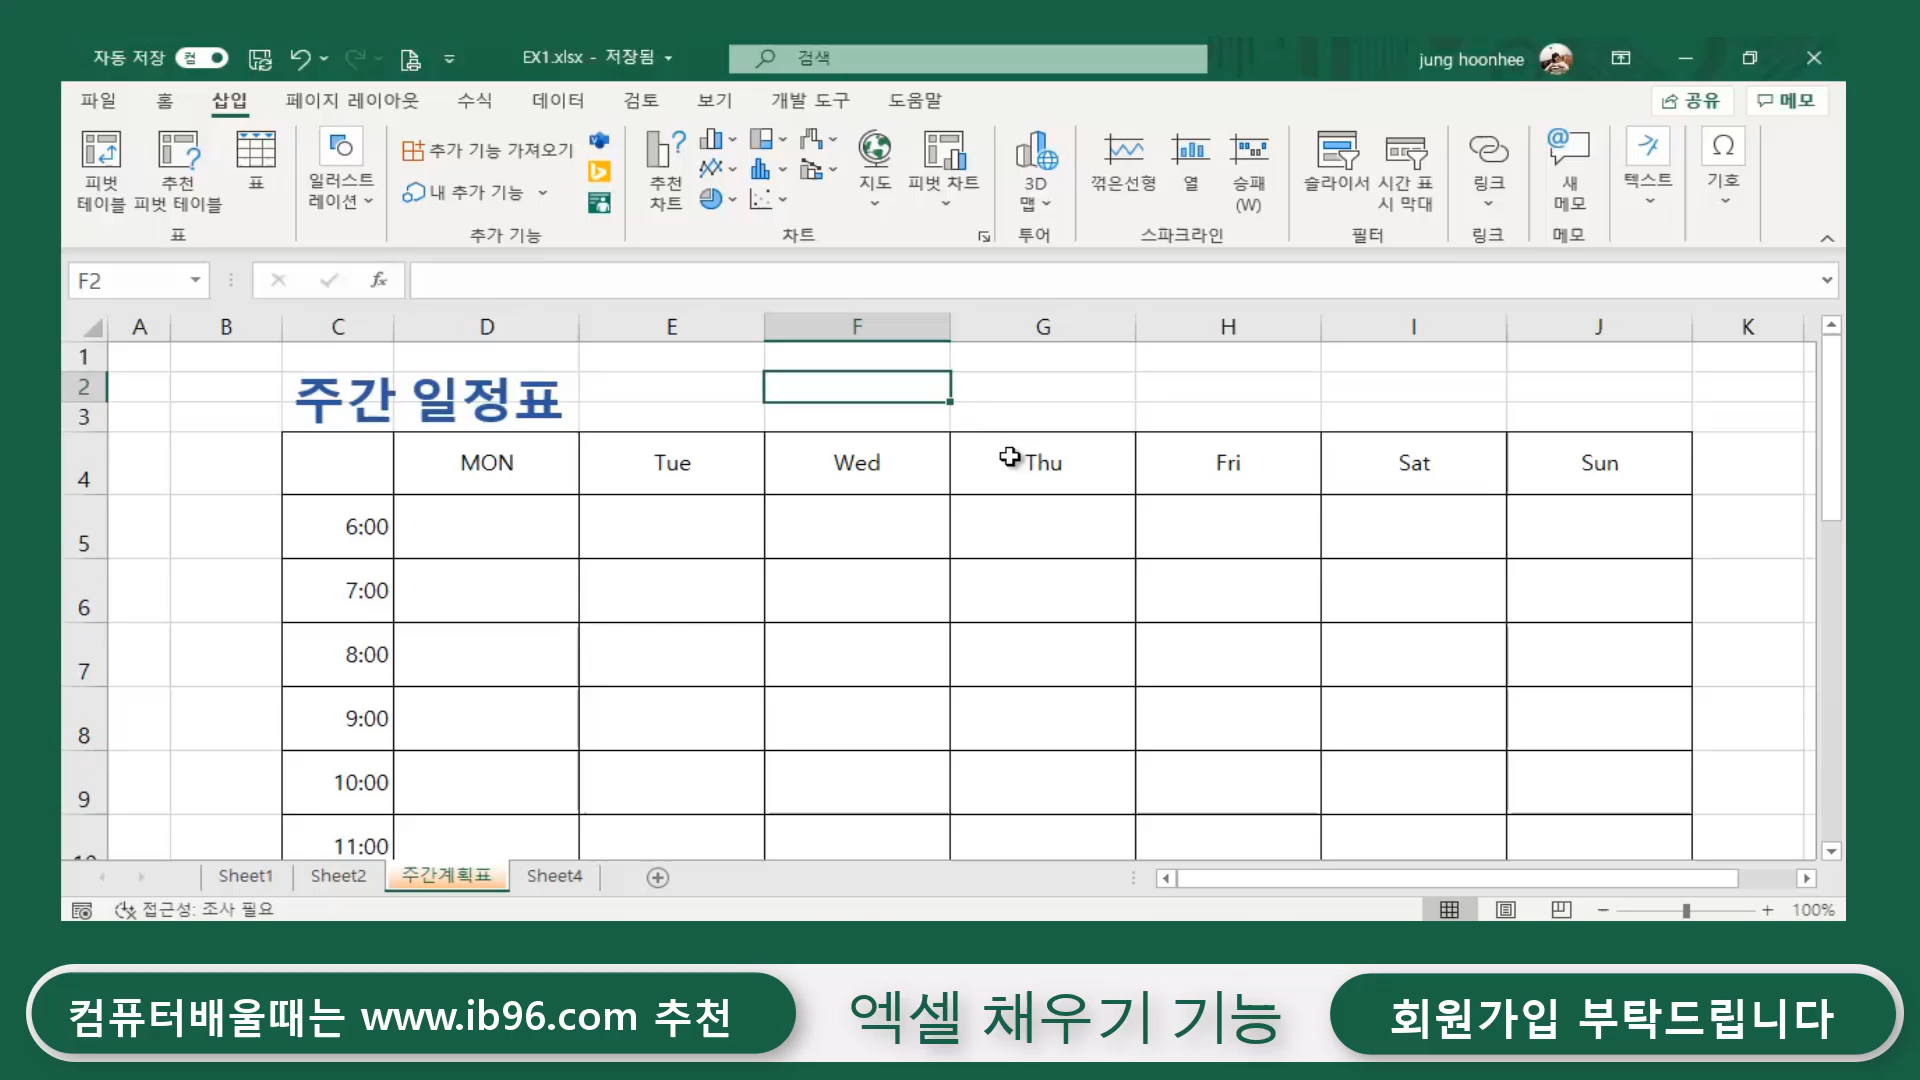 자동 저장 컴 EX1.xlsx - 저장됨 검색 jung hoonhee
파일 홈 삽입 페이지 레이아웃 수식 데이터 검토 보기 개발 도구 도움말 공유 메모
피벗 테이블
추천 피벗 테이블
표
표
일러스트레이션
추가 기능 가져오기
내 추가 기능
추가 기능
추천 차트
지도
피벗 차트
차트
3D 맵
투어
꺾은선형
열
승패 (W)
스파크라인
슬라이서
시간 표시 막대
필터
링크
링크
새 메모
메모
텍스트
기호
F2 fx
A B C D E F G H I J K
1
2
주간 일정표
3
4 MON Tue Wed Thu Fri Sat Sun
5 6:00
6 7:00
7 8:00
8 9:00
9 10:00
10 11:00
Sheet1 Sheet2 주간계획표 Sheet4
접근성: 조사 필요 100%
컴퓨터배울때는 www.ib96.com 추천
엑셀 채우기 기능
회원가입 부탁드립니다